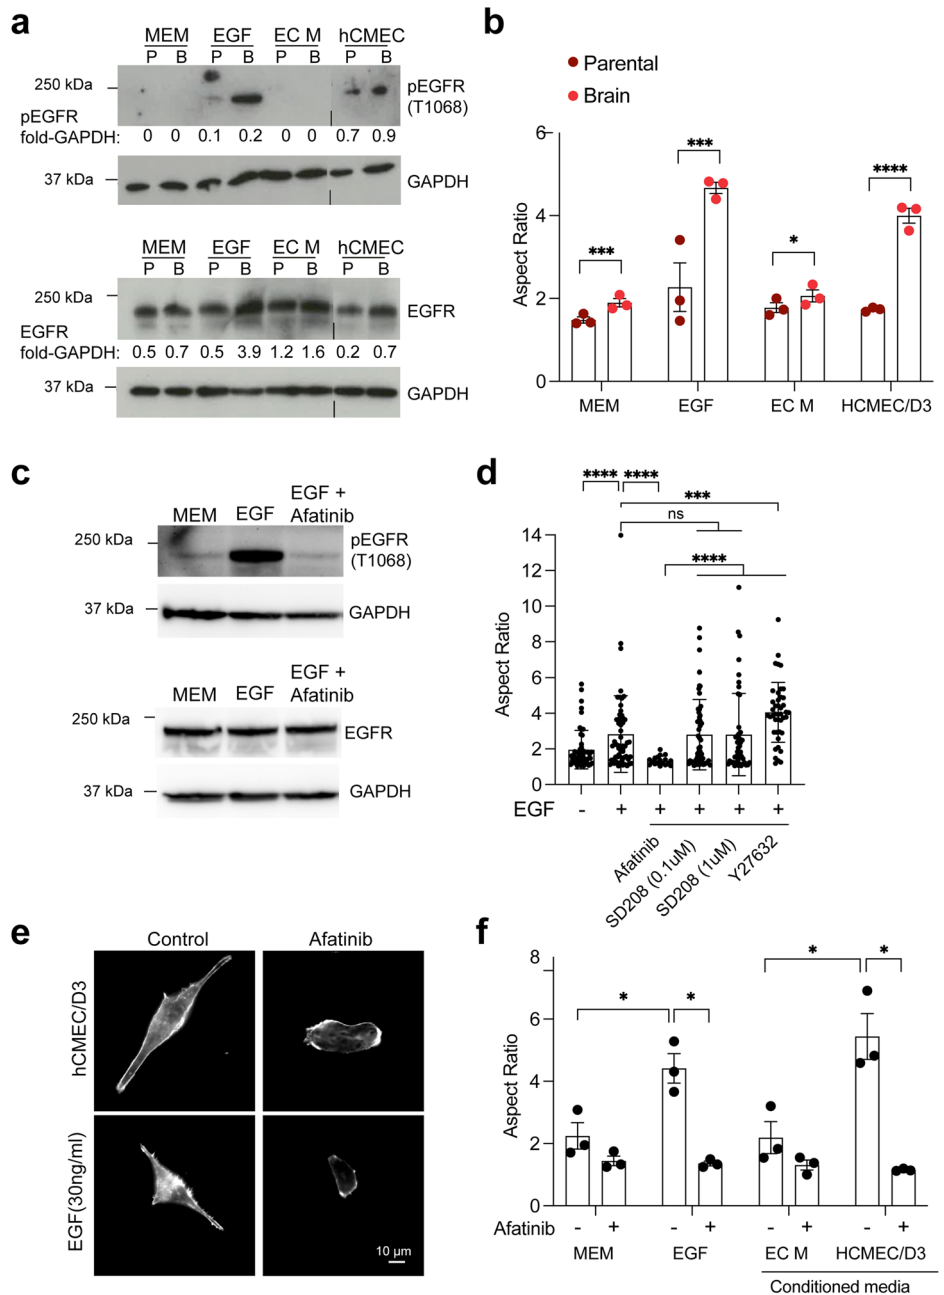 a
MEM EGF EC M hCMEC
P B P B P B P B
250 kDa
pEGFR
(T1068)
pEGFR
fold-GAPDH: 0 0 0.1 0.2 0 0 0.7 0.9
37 kDa
GAPDH
MEM EGF EC M hCMEC
P B P B P B P B
250 kDa
EGFR
EGFR
fold-GAPDH: 0.5 0.7 0.5 3.9 1.2 1.6 0.2 0.7
37 kDa
GAPDH
b
Parental
Brain
6
4
2
0
Aspect Ratio
*** *** * ****
MEM EGF EC M HCMEC/D3
c
MEM EGF EGF +
Afatinib
250 kDa
pEGFR
(T1068)
37 kDa
GAPDH
MEM EGF EGF +
Afatinib
250 kDa
EGFR
37 kDa
GAPDH
d
**** ****
***
ns
****
14
12
10
8
6
4
2
0
Aspect Ratio
EGF - + + + + +
Afatinib
SD208 (0.1uM)
SD208 (1uM)
Y27632
e
Control Afatinib
hCMEC/D3
EGF(30ng/ml)
10 µm
f
8
6
4
2
0
Aspect Ratio
* * * *
Afatinib - + - + - + - +
MEM EGF EC M HCMEC/D3
Conditioned media